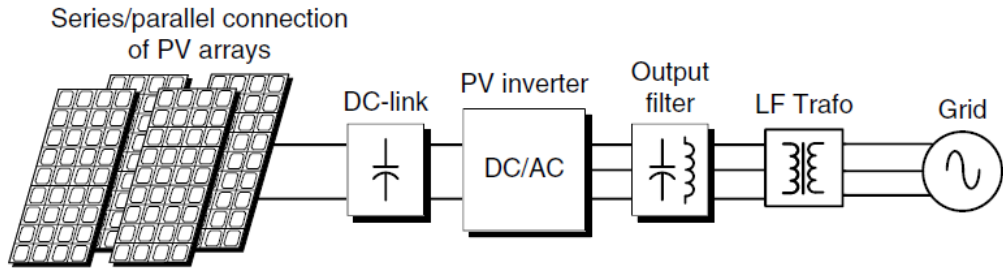 Series/parallel connection
of PV arrays
DC-link
PV inverter
Output
filter
LF Trafo
Grid
DC/AC